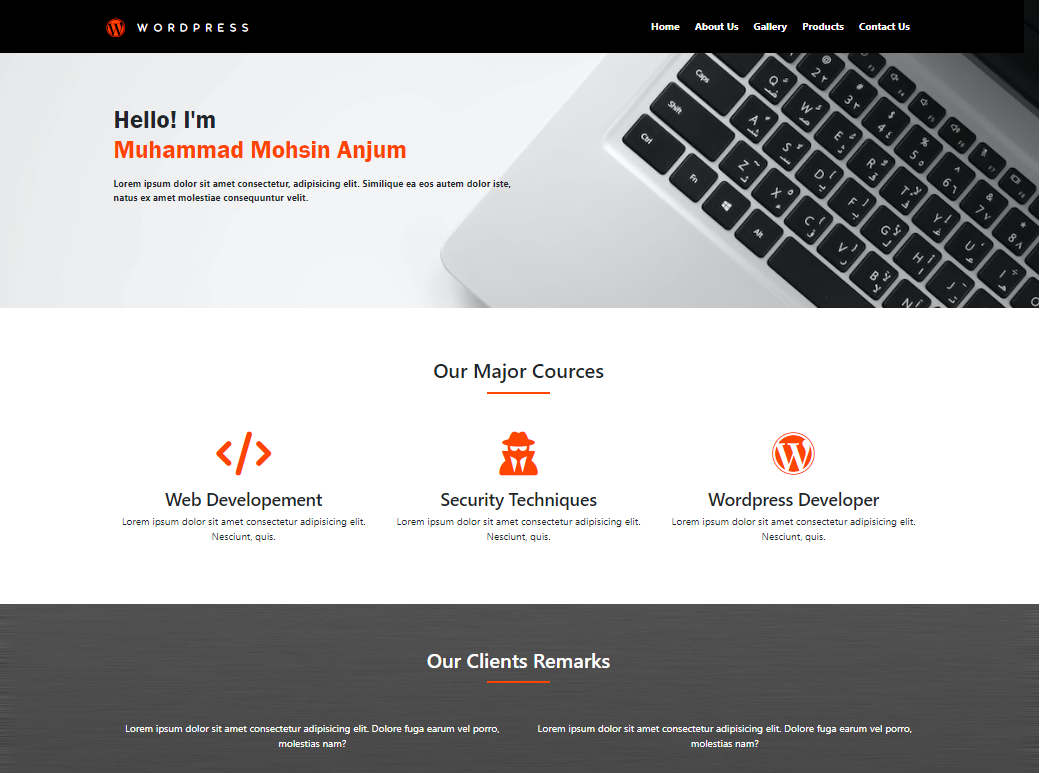 WORDPRESS
Home About Us Gallery Products Contact Us
Hello! I'm
Muhammad Mohsin Anjum
Lorem ipsum dolor sit amet consectetur, adipisicing elit. Similique ea eos autem dolor iste,
natus ex amet molestiae consequuntur velit.
Caps
Shift
Ctrl
Fn
Alt
Our Major Cources
Web Developement
Lorem ipsum dolor sit amet consectetur adipisicing elit.
Nesciunt, quis.
Security Techniques
Lorem ipsum dolor sit amet consectetur adipisicing elit.
Nesciunt, quis.
Wordpress Developer
Lorem ipsum dolor sit amet consectetur adipisicing elit.
Nesciunt, quis.
Our Clients Remarks
Lorem ipsum dolor sit amet consectetur adipisicing elit. Dolore fuga earum vel porro,
molestias nam?
Lorem ipsum dolor sit amet consectetur adipisicing elit. Dolore fuga earum vel porro,
molestias nam?